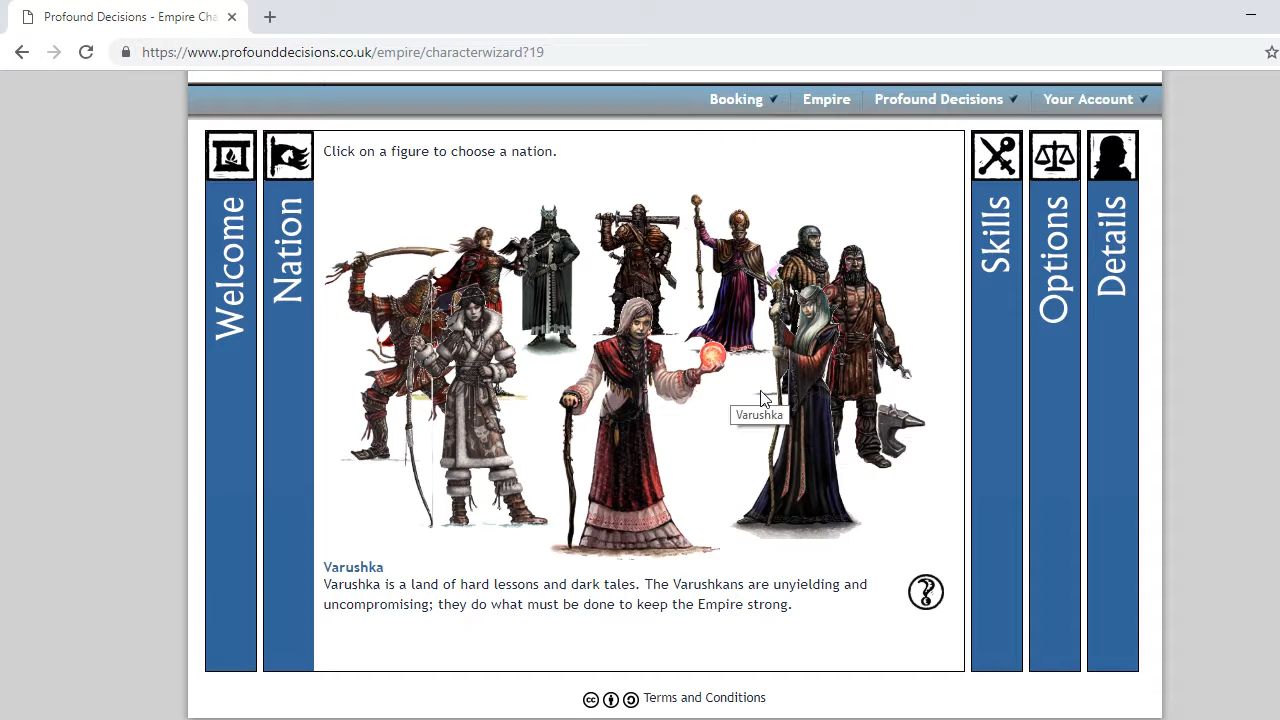 Profound Decisions - Empire Cha
https://www.profounddecisions.co.uk/empire/characterwizard?19
Booking Empire Profound Decisions Your Account
Welcome
Nation
Click on a figure to choose a nation.
Varushka
Varushka
Varushka is a land of hard lessons and dark tales. The Varushkans are unyielding and
uncompromising; they do what must be done to keep the Empire strong.
Skills
Options
Details
Terms and Conditions